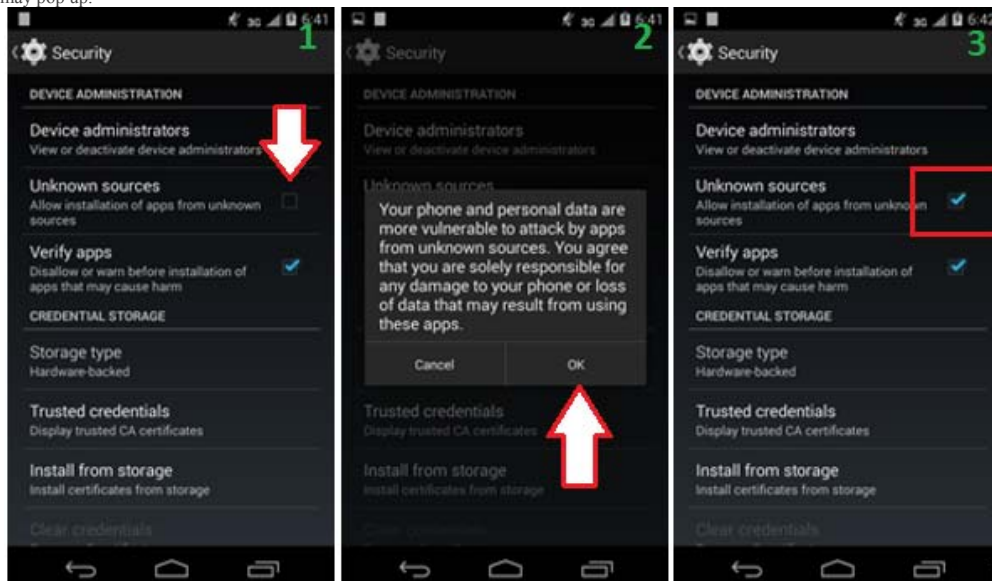 may pop up.
3G 6:41
1
Security
DEVICE ADMINISTRATION
Device administrators
View or deactivate device administrators
Unknown sources
Allow installation of apps from unknown
sources
Verify apps
Disallow or warn before installation of
apps that may cause harm
CREDENTIAL STORAGE
Storage type
Hardware-backed
Trusted credentials
Display trusted CA certificates
Install from storage
Install certificates from storage
Clear credentials
3G 6:41
2
Security
DEVICE ADMINISTRATION
Device administrators
View or deactivate device administrators
Unknown sources
Your phone and personal data are
more vulnerable to attack by apps
from unknown sources. You agree
that you are solely responsible for
any damage to your phone or loss
of data that may result from using
these apps.
Cancel OK
Trusted credentials
Display trusted CA certificates
Install from storage
Install certificates from storage
Clear credentials
3G 6:42
3
Security
DEVICE ADMINISTRATION
Device administrators
View or deactivate device administrators
Unknown sources
Allow installation of apps from unknown
sources
Verify apps
Disallow or warn before installation of
apps that may cause harm
CREDENTIAL STORAGE
Storage type
Hardware-backed
Trusted credentials
Display trusted CA certificates
Install from storage
Install certificates from storage
Clear credentials